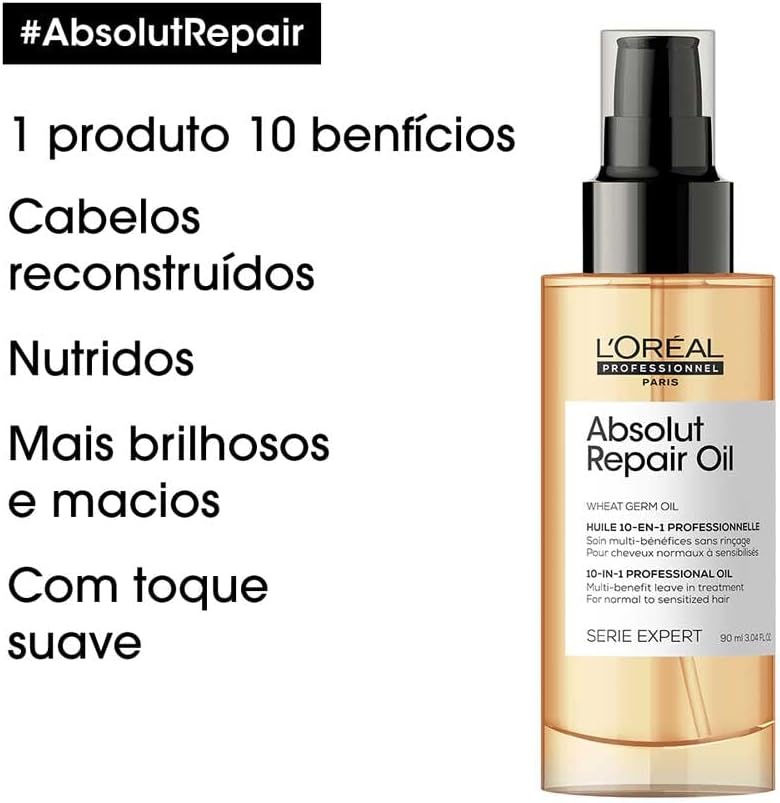 #AbsolutRepair
1 produto 10 benfícios
Cabelos
reconstruídos
Nutridos
Mais brilhosos
e macios
Com toque
suave
L'ORÉAL
PROFESSIONNEL
PARIS
Absolut
Repair Oil
WHEAT GERM OIL
HUILE 10-EN-1 PROFESSIONNELLE
Soin multi-bénéfices sans rinçage
Pour cheveux normaux à sensibilisés
10-IN-1 PROFESSIONAL OIL
Multi-benefit leave in treatment
For normal to sensitized hair
SERIE EXPERT 90 ml 3.04 FL.OZ